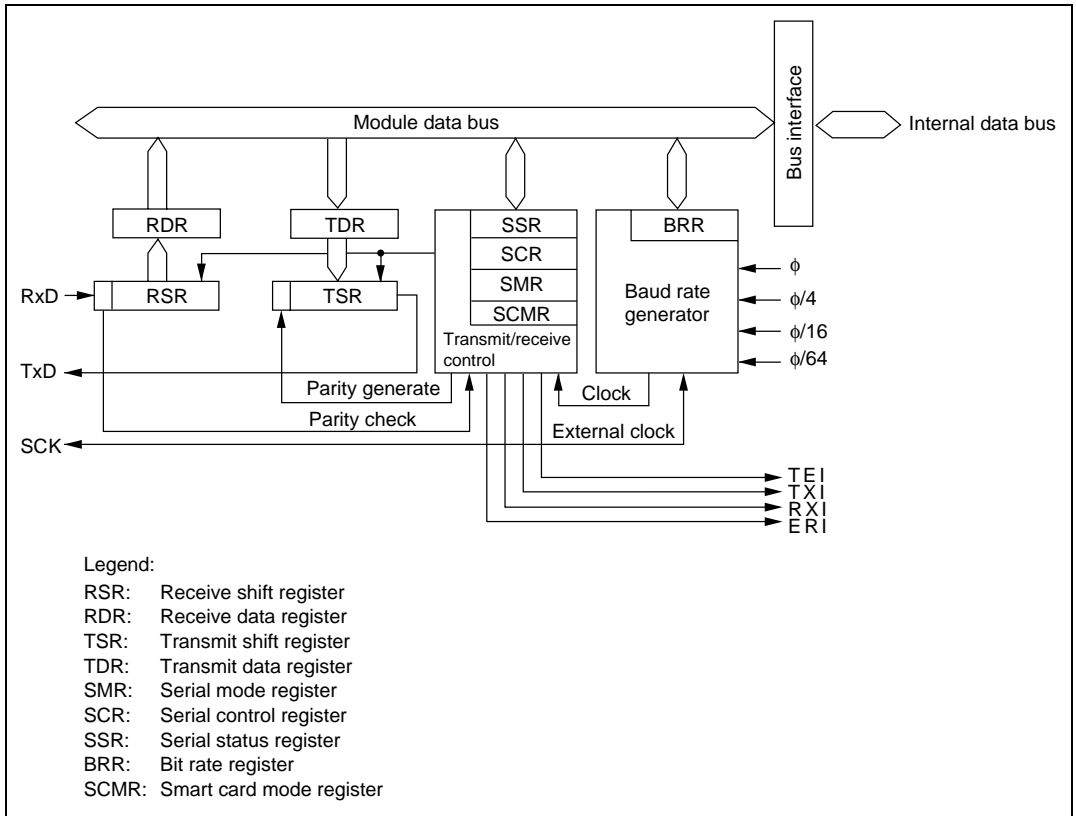 Bus interface
Module data bus
Internal data bus
RDR
TDR
SSR
BRR
SCR
φ
RxD
RSR
TSR
SMR
Baud rate
generator
φ/4
SCMR
φ/16
Transmit/receive
control
φ/64
TxD
Parity generate
Clock
Parity check
External clock
SCK
TEI
TXI
RXI
ERI
Legend:
RSR: Receive shift register
RDR: Receive data register
TSR: Transmit shift register
TDR: Transmit data register
SMR: Serial mode register
SCR: Serial control register
SSR: Serial status register
BRR: Bit rate register
SCMR: Smart card mode register